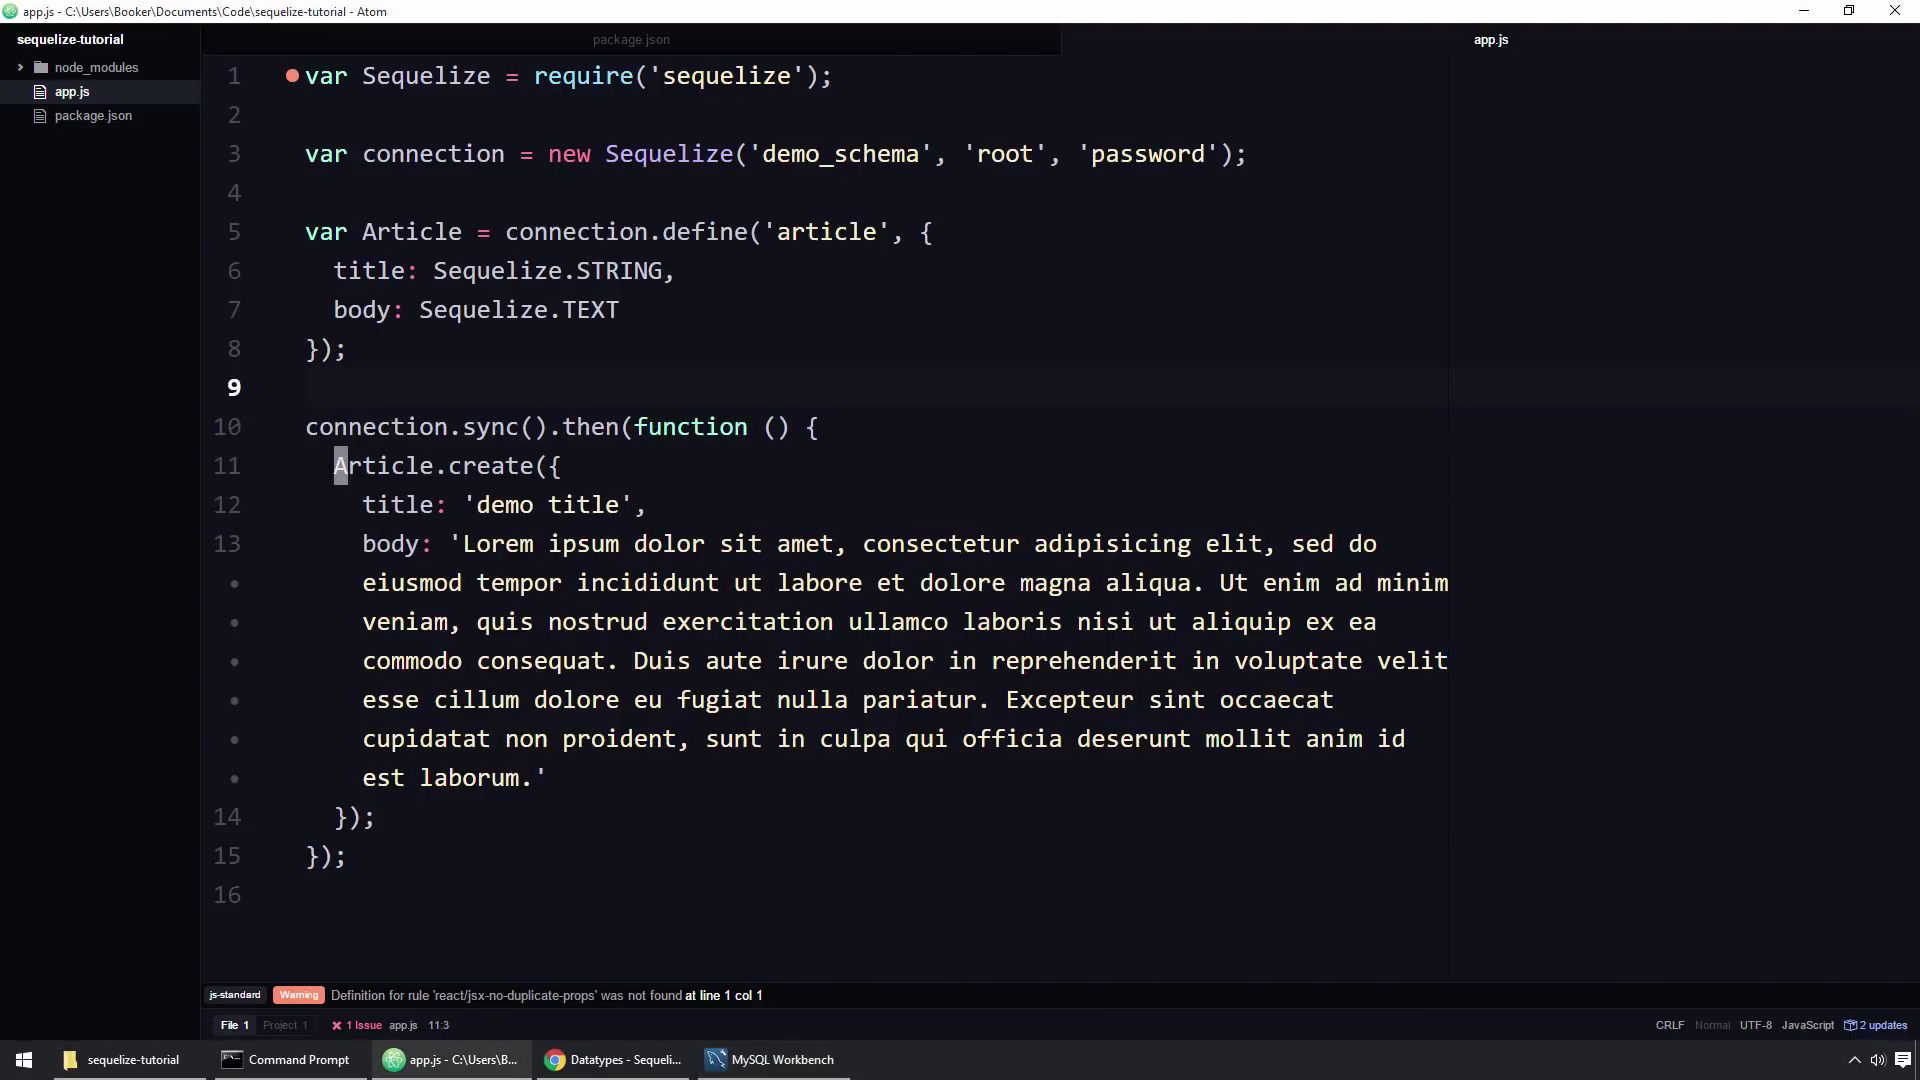 app.js - C:\Users\Booker\Documents\Code\sequelize-tutorial - Atom
sequelize-tutorial
node_modules
app.js
package.json
package.json
app.js
1 var Sequelize = require('sequelize');
2
3 var connection = new Sequelize('demo_schema', 'root', 'password');
4
5 var Article = connection.define('article', {
6 title: Sequelize.STRING,
7 body: Sequelize.TEXT
8 });
9
10 connection.sync().then(function () {
11 Article.create({
12 title: 'demo title',
13 body: 'Lorem ipsum dolor sit amet, consectetur adipisicing elit, sed do
• eiusmod tempor incididunt ut labore et dolore magna aliqua. Ut enim ad minim
• veniam, quis nostrud exercitation ullamco laboris nisi ut aliquip ex ea
• commodo consequat. Duis aute irure dolor in reprehenderit in voluptate velit
• esse cillum dolore eu fugiat nulla pariatur. Excepteur sint occaecat
• cupidatat non proident, sunt in culpa qui officia deserunt mollit anim id
• est laborum.'
14 });
15 });
16
js-standard Warning Definition for rule 'react/jsx-no-duplicate-props' was not found at line 1 col 1
File 1 Project 1 1 Issue app.js 11:3 CRLF Normal UTF-8 JavaScript 2 updates
sequelize-tutorial Command Prompt app.js - C:\Users\B... Datatypes - Sequeli... MySQL Workbench